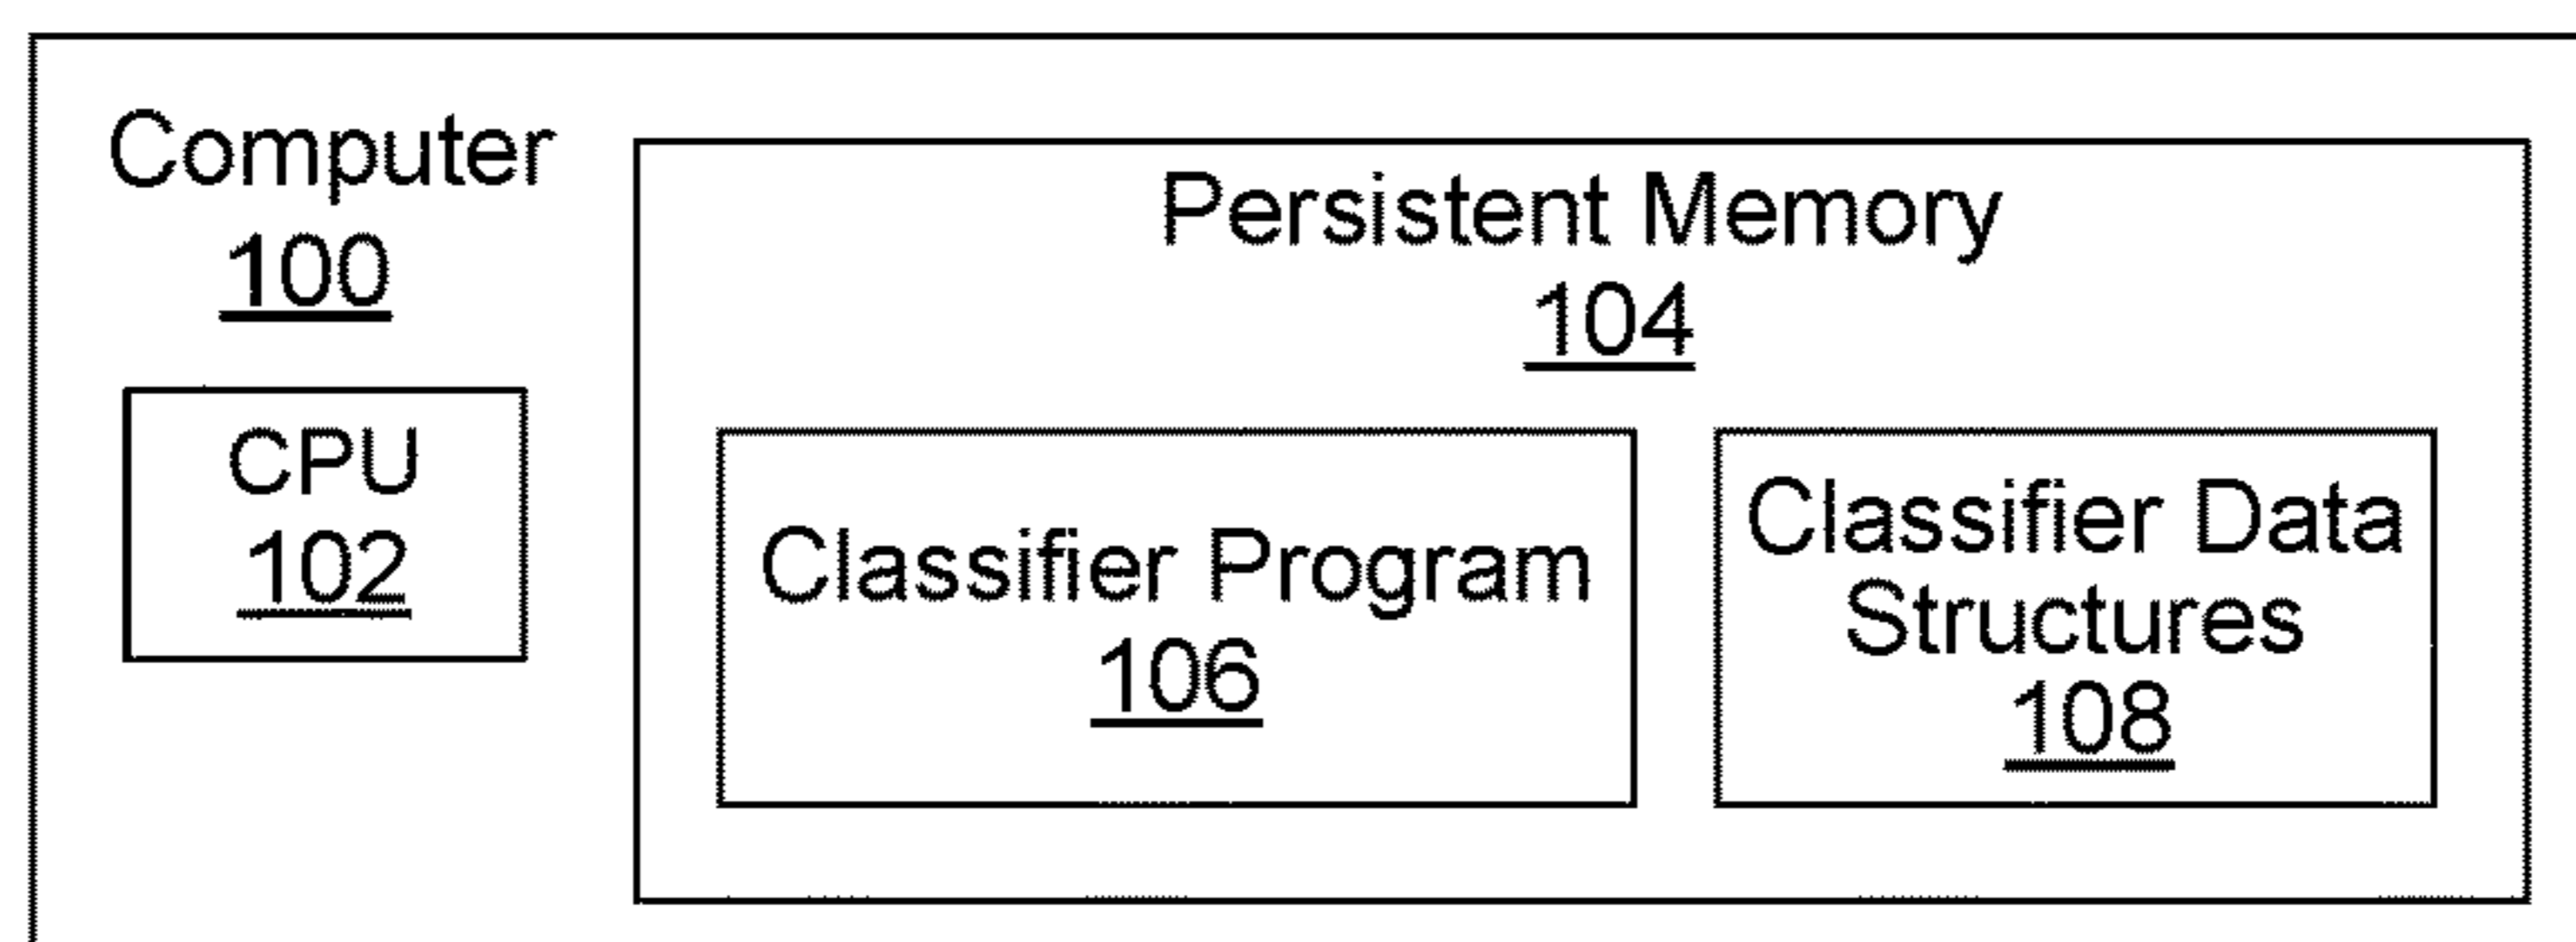 Computer
100
CPU
102
Persistent Memory
104
Classifier Program
106
Classifier Data
Structures
108